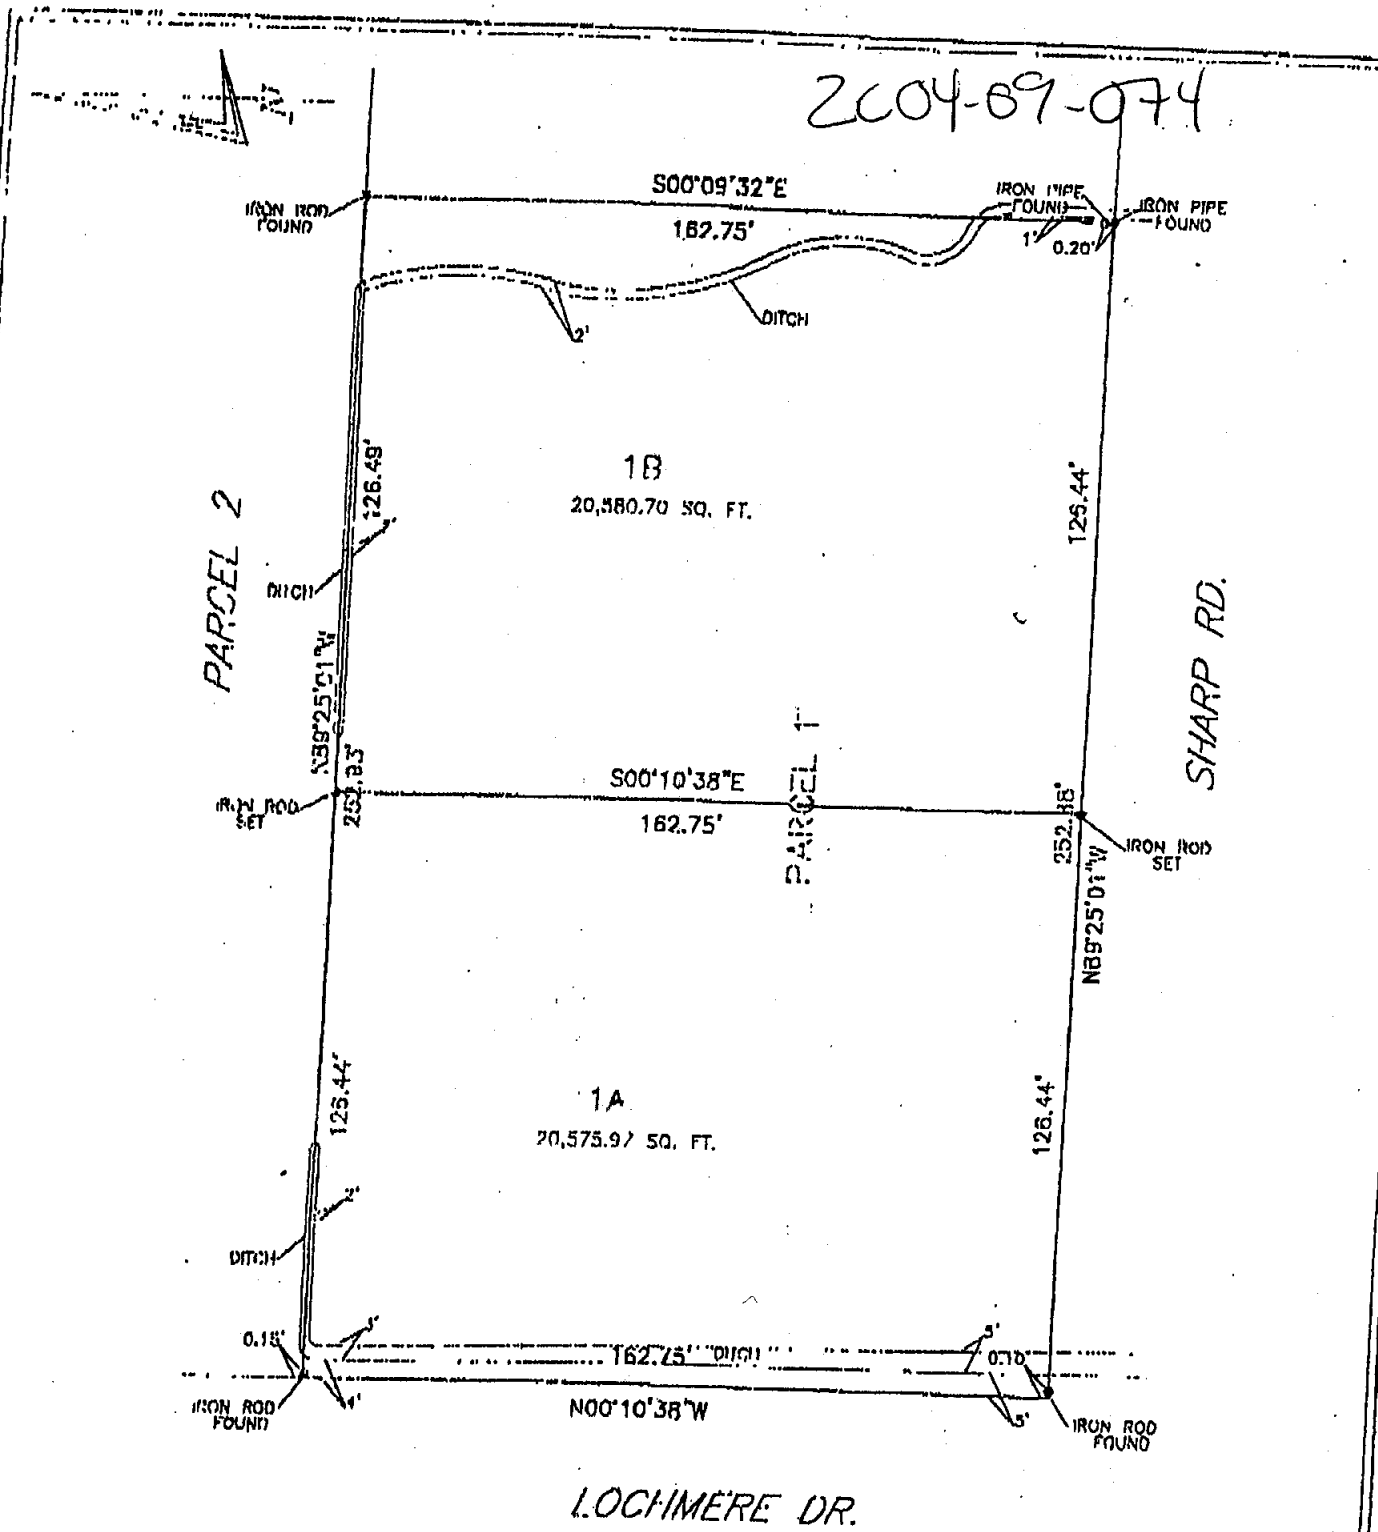 2C04-09-074
S00°09'32"E
162.75'
IRON ROD
FOUND
IRON PIPE
FOUND
IRON PIPE
FOUND
1'
0.20'
2'
DITCH
126.49'
2'
DITCH
1B
20,580.70 SQ. FT.
126.44'
PARCEL 2
SHARP RD.
N89°25'01"W
252.93'
IRON ROD
SET
S00°10'38"E
162.75'
PARCEL 1
252.88'
N89°25'01"W
IRON ROD
SET
1A
20,575.97 SQ. FT.
126.44'
126.44'
2'
DITCH
0.15'
3'
162.75' DITCH
5'
0.10'
4'
5'
IRON ROD
FOUND
N00°10'38"W
IRON ROD
FOUND
LOCHMERE DR.